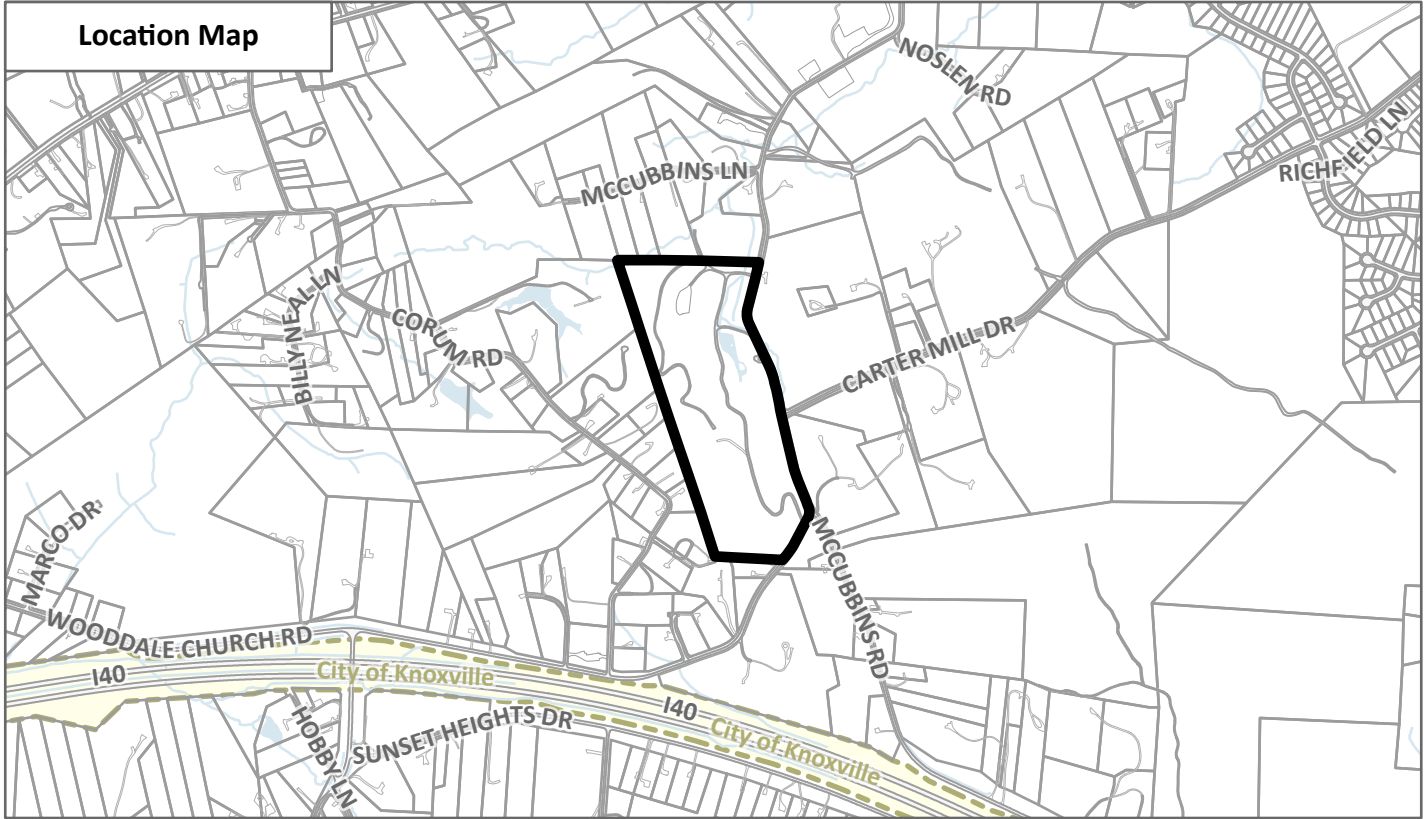 Location Map
NOSLEN RD
RICHFIELD LN
MCCUBBINS LN
BILLY NEAL LN
CORUM RD
CARTER MILL DR
MARCO DR
MCCUBBINS RD
WOODDALE CHURCH RD
I40
City of Knoxville
I40
City of Knoxville
HOBBY LN
SUNSET HEIGHTS DR